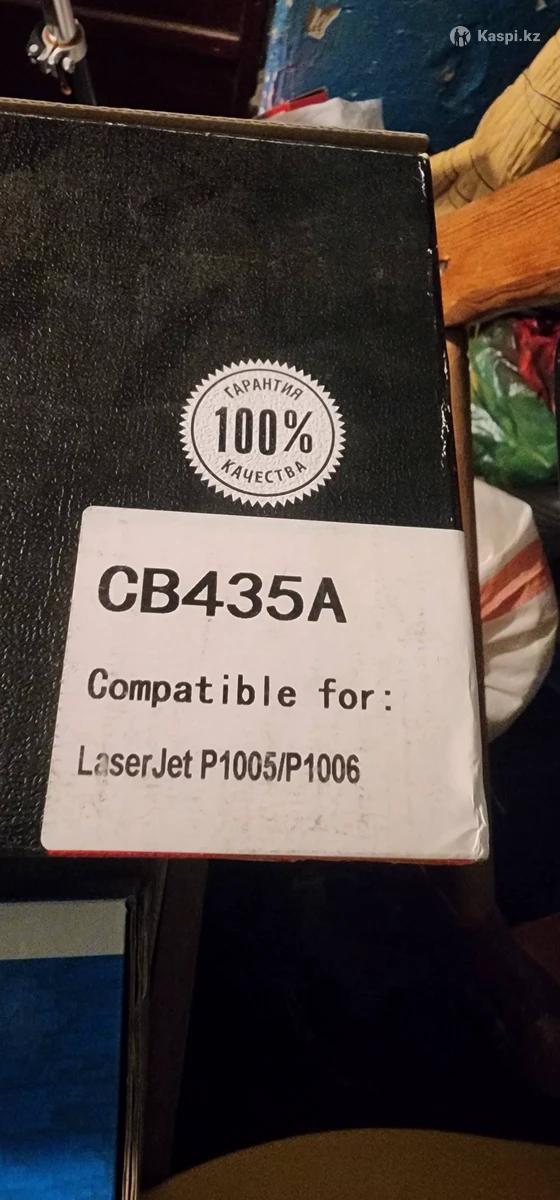 Kaspi.kz
ГАРАНТИЯ
100%
КАЧЕСТВА
CB435A
Compatible for:
LaserJet P1005/P1006